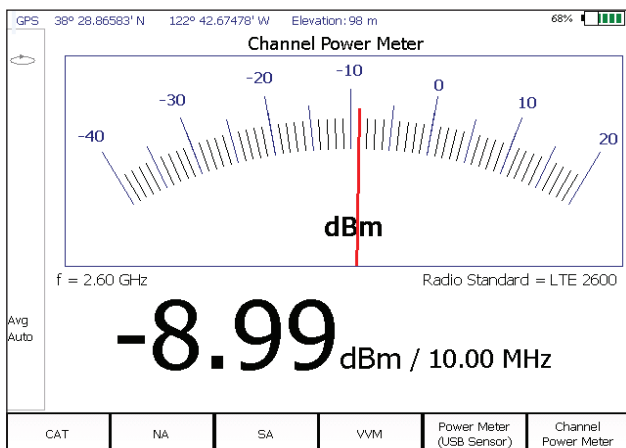 GPS 38º 28.86583' N 122º 42.67478' W Elevation: 98 m 68%
Channel Power Meter
-40 -30 -20 -10 0 10 20
dBm
f = 2.60 GHz Radio Standard = LTE 2600
Avg
Auto
-8.99 dBm / 10.00 MHz
CAT NA SA VVM Power Meter (USB Sensor) Channel Power Meter